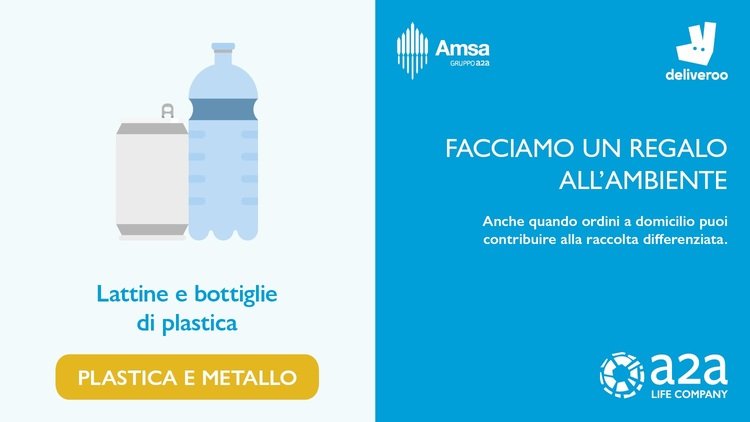 Lattine e bottiglie
di plastica
PLASTICA E METALLO
Amsa
GRUPPO a2a
deliveroo
FACCIAMO UN REGALO
ALL'AMBIENTE
Anche quando ordini a domicilio puoi
contribuire alla raccolta differenziata.
a2a
LIFE COMPANY